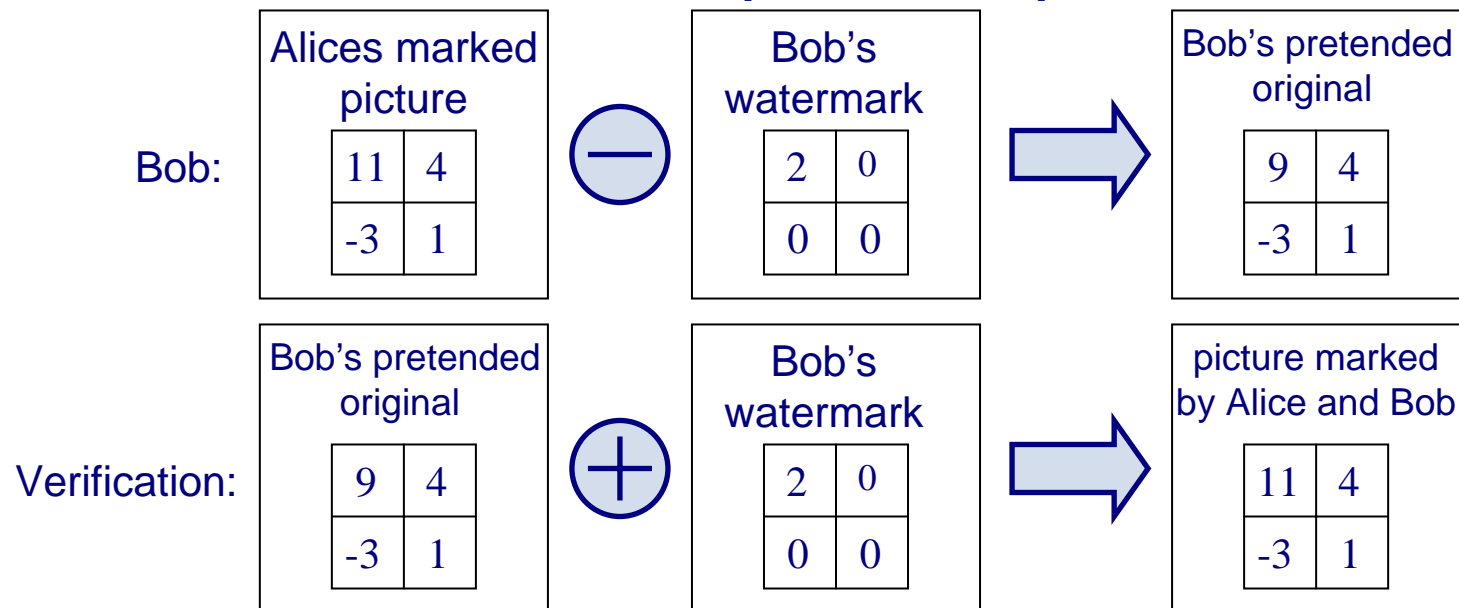 Alices marked
picture
11 4
-3 1
Bob's
watermark
2 0
0 0
Bob's pretended
original
9 4
-3 1
Bob:
Bob's pretended
original
9 4
-3 1
Bob's
watermark
2 0
0 0
picture marked
by Alice and Bob
11 4
-3 1
Verification: